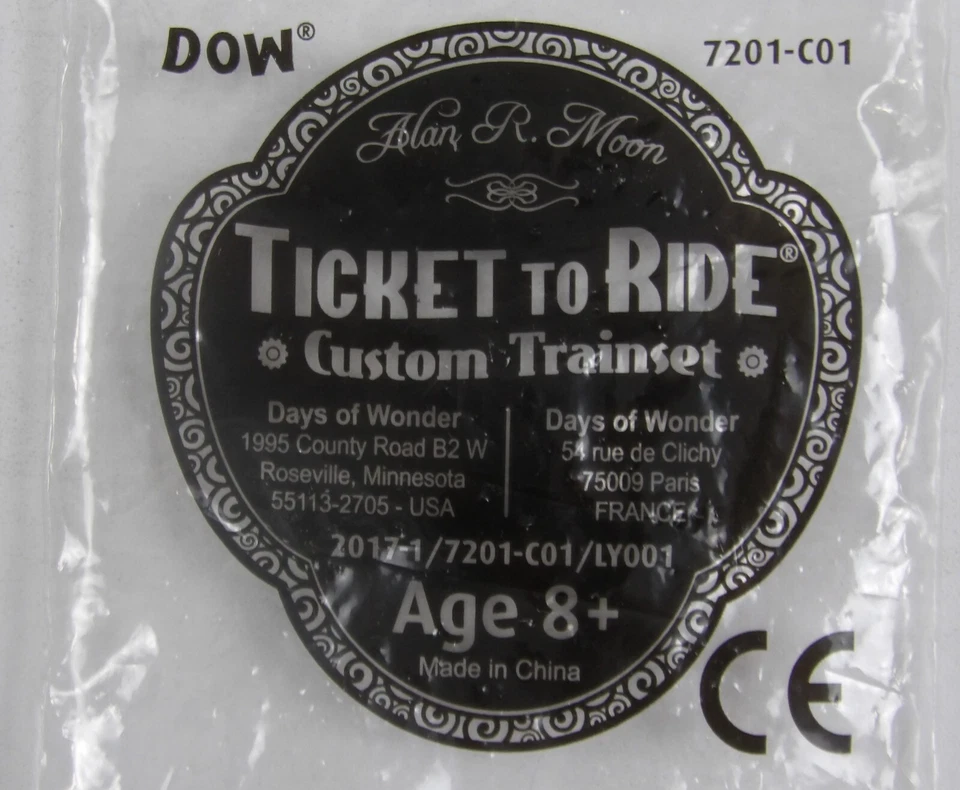 DOW®
7201-C01
Alan R. Moon
TICKET TO RIDE®
Custom Trainset
Days of Wonder
1995 County Road B2 W
Roseville, Minnesota
55113-2705 - USA
Days of Wonder
54 rue de Clichy
75009 Paris
FRANCE
2017-1/7201-C01/LY001
Age 8+
Made in China
CE